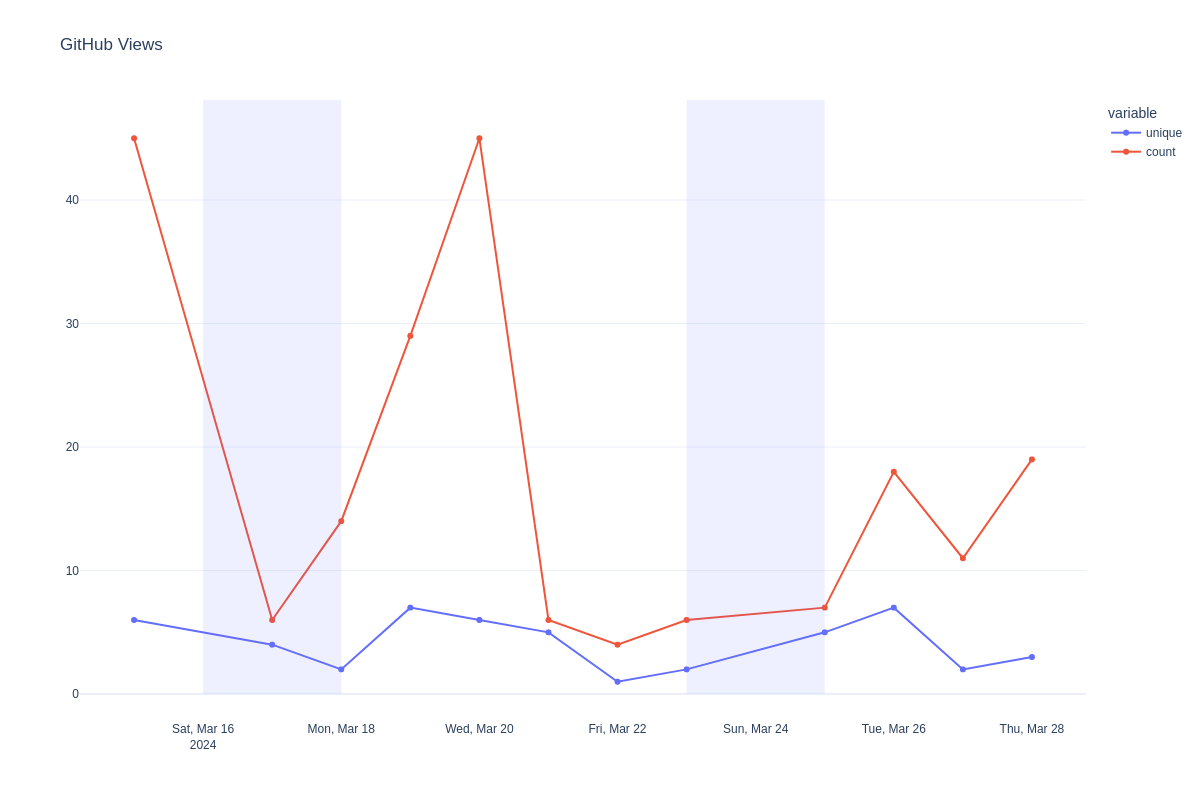 GitHub Views
variable
unique
count
40
30
20
10
0
Sat, Mar 16
2024
Mon, Mar 18
Wed, Mar 20
Fri, Mar 22
Sun, Mar 24
Tue, Mar 26
Thu, Mar 28